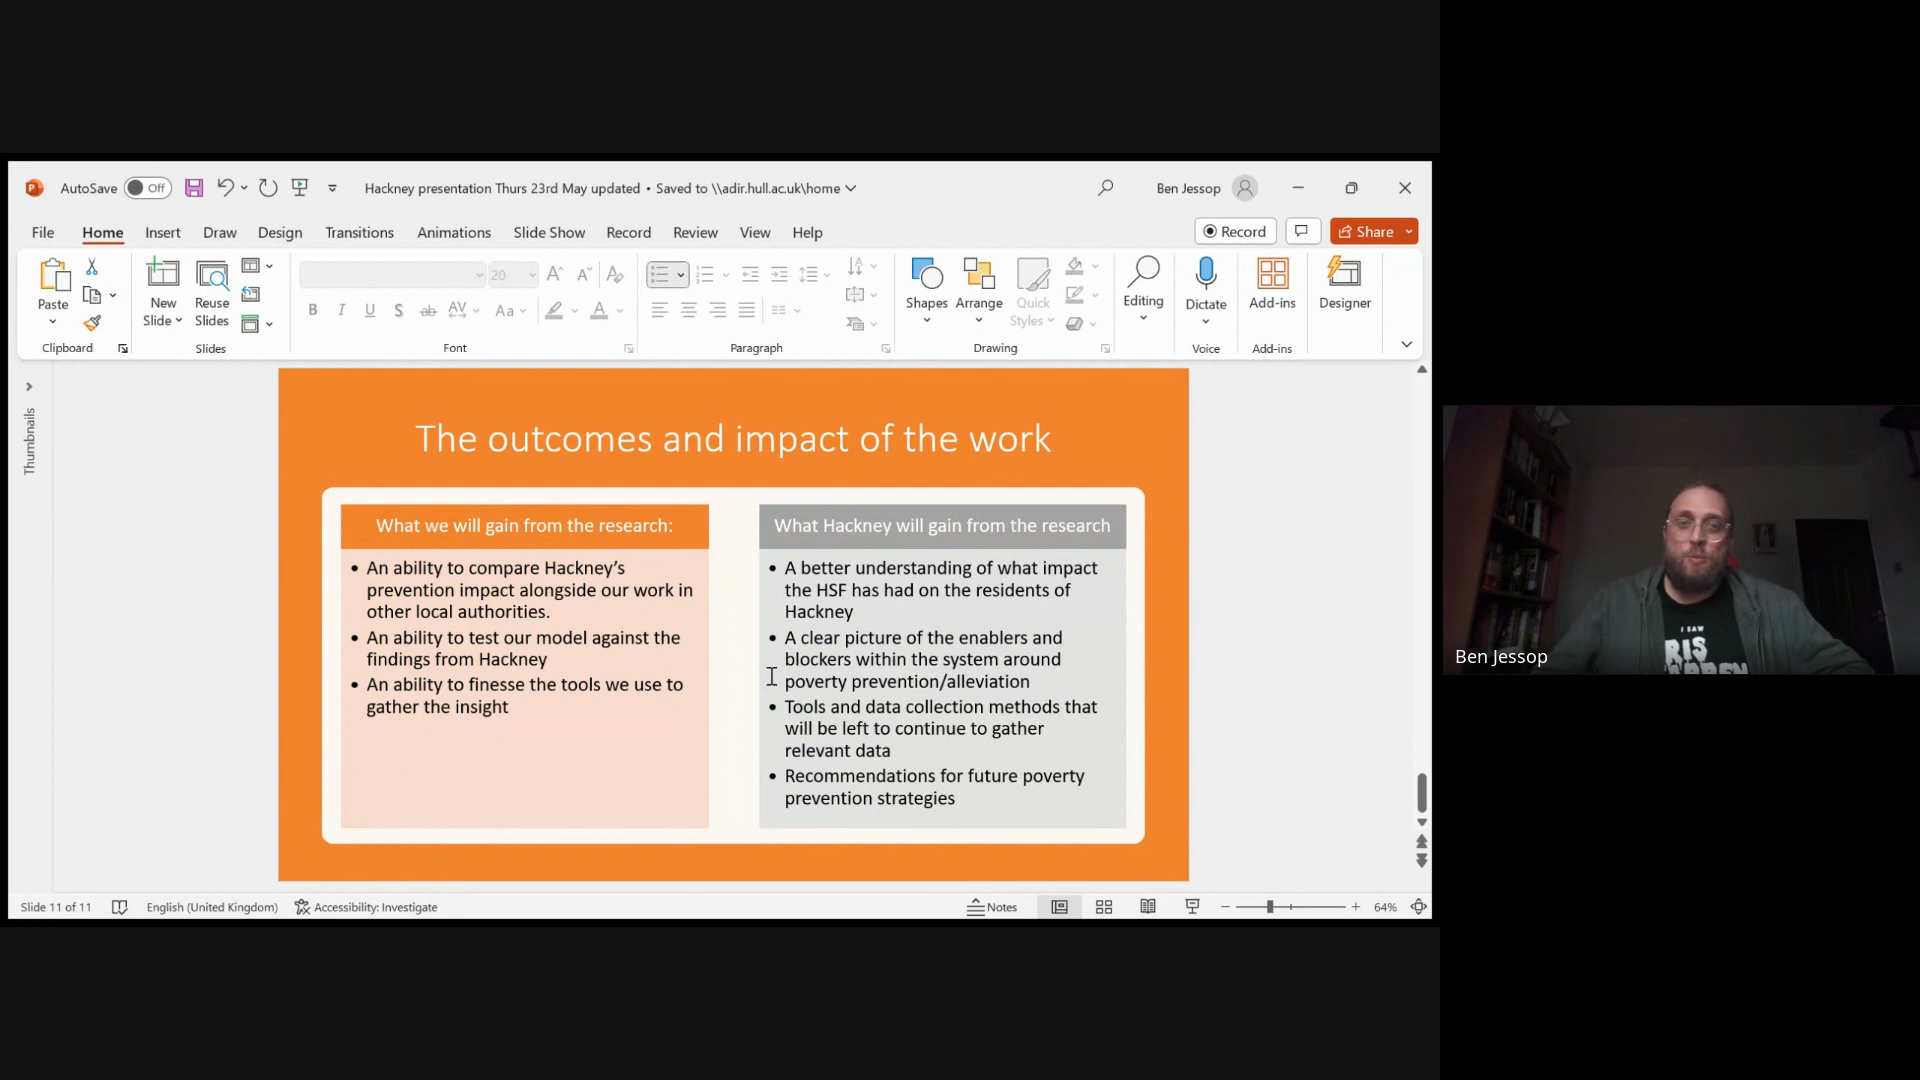 AutoSave Off Hackney presentation Thurs 23rd May updated • Saved to \\adir.hull.ac.uk\home Ben Jessop
File Home Insert Draw Design Transitions Animations Slide Show Record Review View Help Record Share
Paste New Slide Reuse Slides 20 B I U S ab AV Aa A Shapes Arrange Quick Styles Editing Dictate Add-ins Designer
Clipboard Slides Font Paragraph Drawing Voice Add-ins
Thumbnails
The outcomes and impact of the work
What we will gain from the research:
• An ability to compare Hackney’s
prevention impact alongside our work in
other local authorities.
• An ability to test our model against the
findings from Hackney
• An ability to finesse the tools we use to
gather the insight
What Hackney will gain from the research
• A better understanding of what impact
the HSF has had on the residents of
Hackney
• A clear picture of the enablers and
blockers within the system around
poverty prevention/alleviation
• Tools and data collection methods that
will be left to continue to gather
relevant data
• Recommendations for future poverty
prevention strategies
Slide 11 of 11 English (United Kingdom) Accessibility: Investigate Notes 64%
I SAW
Ben Jessop